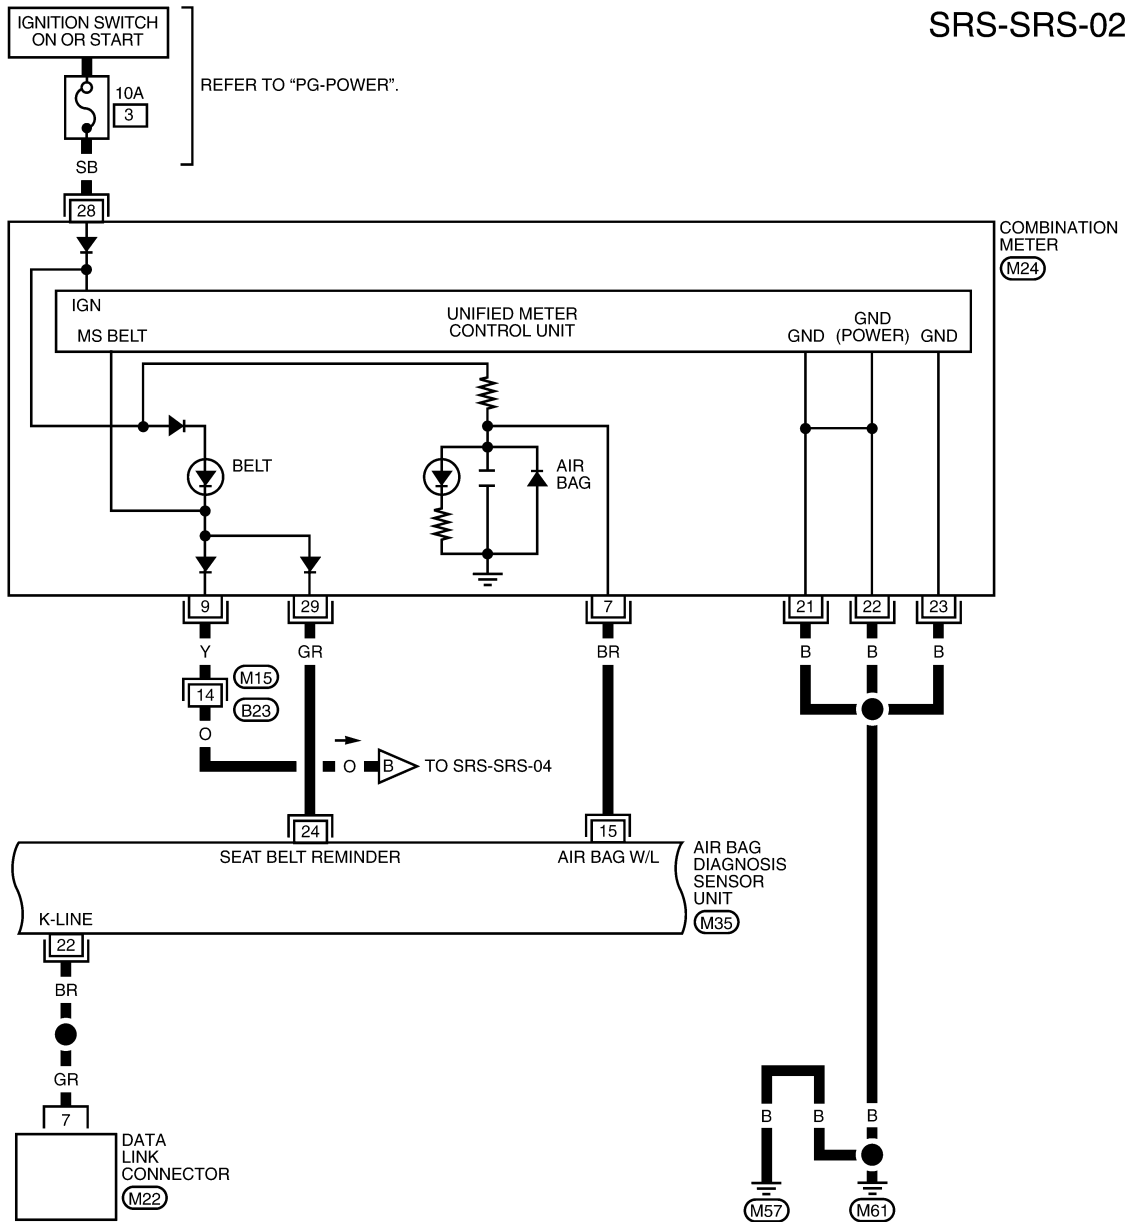 SRS-SRS-02
IGNITION SWITCH
ON OR START
10A
3
REFER TO “PG-POWER”.
SB
28
COMBINATION
METER
M24
IGN
MS BELT
UNIFIED METER
CONTROL UNIT
GND
GND
(POWER)
GND
BELT
AIR
BAG
9
29
7
21
22
23
Y
GR
BR
B
B
B
M15
14
B23
O
O
B
TO SRS-SRS-04
24
15
SEAT BELT REMINDER
AIR BAG W/L
AIR BAG
DIAGNOSIS
SENSOR
UNIT
M35
K-LINE
22
BR
GR
7
DATA
LINK
CONNECTOR
M22
B
B
B
M57
M61